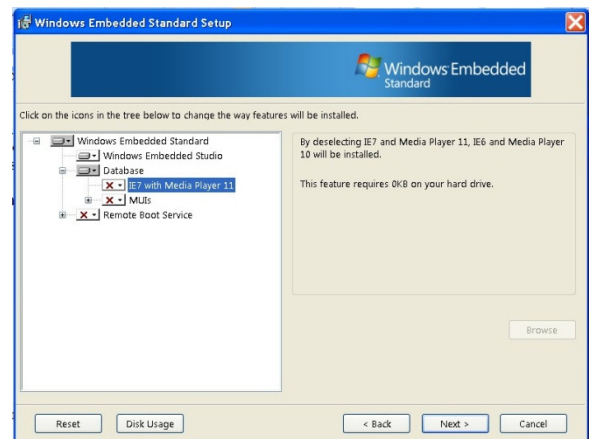 Windows Embedded Standard Setup
Windows Embedded
Standard
Click on the icons in the tree below to change the way features will be installed.
Windows Embedded Standard
Windows Embedded Studio
Database
IE7 with Media Player 11
MUIs
Remote Boot Service
By deselecting IE7 and Media Player 11, IE6 and Media Player
10 will be installed.
This feature requires 0KB on your hard drive.
Browse
Reset
Disk Usage
< Back
Next >
Cancel